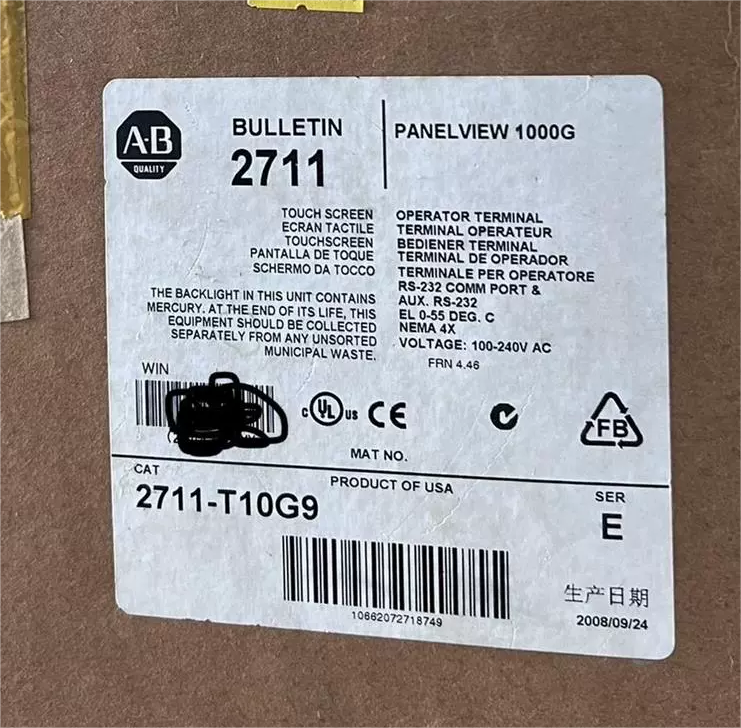 A-B
QUALITY
BULLETIN
2711
PANELVIEW 1000G
TOUCH SCREEN
ECRAN TACTILE
TOUCHSCREEN
PANTALLA DE TOQUE
SCHERMO DA TOCCO
OPERATOR TERMINAL
TERMINAL OPERATEUR
BEDIENER TERMINAL
TERMINAL DE OPERADOR
TERMINALE PER OPERATORE
RS-232 COMM PORT &
AUX. RS-232
EL 0-55 DEG. C
NEMA 4X
VOLTAGE: 100-240V AC
FRN 4.46
THE BACKLIGHT IN THIS UNIT CONTAINS
MERCURY. AT THE END OF ITS LIFE, THIS
EQUIPMENT SHOULD BE COLLECTED
SEPARATELY FROM ANY UNSORTED
MUNICIPAL WASTE.
WIN
C UL US CE
FB
MAT NO.
CAT
2711-T10G9
PRODUCT OF USA
SER
E
10662072718749
生产日期
2008/09/24